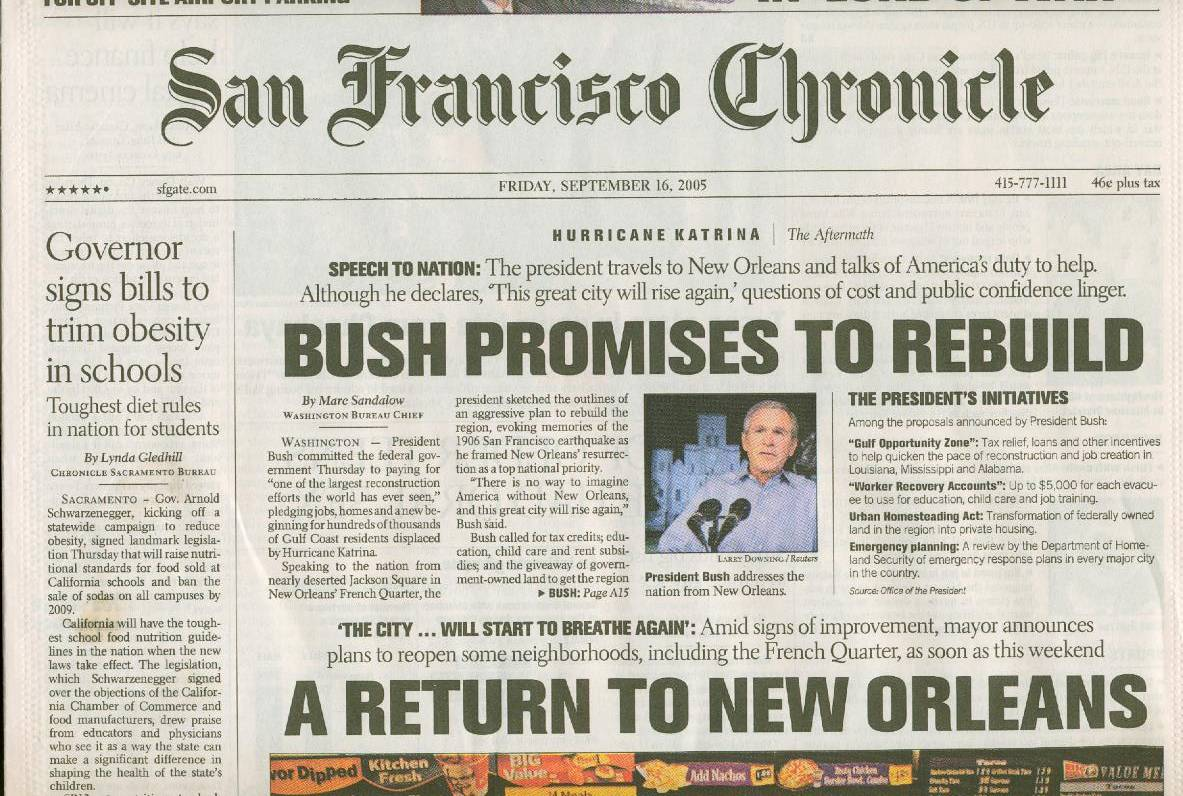 FOR OFF-SITE AIRPORT PARKING
San Francisco Chronicle
★★★★★• sfgate.com FRIDAY, SEPTEMBER 16, 2005 415-777-1111 46¢ plus tax
Governor
signs bills to
trim obesity
in schools
Toughest diet rules
in nation for students
By Lynda Gledhill
CHRONICLE SACRAMENTO BUREAU
SACRAMENTO – Gov. Arnold
Schwarzenegger, kicking off a
statewide campaign to reduce
obesity, signed landmark legisla-
tion Thursday that will raise nutri-
tional standards for food sold at
California schools and ban the
sale of sodas on all campuses by
2009.
California will have the tough-
est school food nutrition guide-
lines in the nation when the new
laws take effect. The legislation,
which Schwarzenegger signed
over the objections of the Califor-
nia Chamber of Commerce and
food manufacturers, drew praise
from educators and physicians
who see it as a way the state can
make a significant difference in
shaping the health of the state's
children.
HURRICANE KATRINA | The Aftermath
SPEECH TO NATION: The president travels to New Orleans and talks of America's duty to help.
Although he declares, 'This great city will rise again,' questions of cost and public confidence linger.
BUSH PROMISES TO REBUILD
By Marc Sandalow
WASHINGTON BUREAU CHIEF
WASHINGTON — President
Bush committed the federal gov-
ernment Thursday to paying for
"one of the largest reconstruction
efforts the world has ever seen,"
pledging jobs, homes and a new be-
ginning for hundreds of thousands
of Gulf Coast residents displaced
by Hurricane Katrina.
Speaking to the nation from
nearly deserted Jackson Square in
New Orleans' French Quarter, the
president sketched the outlines of
an aggressive plan to rebuild the
region, evoking memories of the
1906 San Francisco earthquake as
he framed New Orleans' resurrec-
tion as a top national priority.
"There is no way to imagine
America without New Orleans,
and this great city will rise again,"
Bush said.
Bush called for tax credits; edu-
cation, child care and rent subsi-
dies; and the giveaway of govern-
ment-owned land to get the region
▶ BUSH: Page A15
LARRY DOWNING / Reuters
President Bush addresses the
nation from New Orleans.
THE PRESIDENT'S INITIATIVES
Among the proposals announced by President Bush:
"Gulf Opportunity Zone": Tax relief, loans and other incentives
to help quicken the pace of reconstruction and job creation in
Louisiana, Mississippi and Alabama.
"Worker Recovery Accounts": Up to $5,000 for each evacu-
ee to use for education, child care and job training.
Urban Homesteading Act: Transformation of federally owned
land in the region into private housing.
Emergency planning: A review by the Department of Home-
land Security of emergency response plans in every major city
in the country.
Source: Office of the President
'THE CITY ... WILL START TO BREATHE AGAIN': Amid signs of improvement, mayor announces
plans to reopen some neighborhoods, including the French Quarter, as soon as this weekend
A RETURN TO NEW ORLEANS
Dipped
Kitchen
Fresh
BIG
Value
Add Nachos
Zesty Chicken
Border Bowl Combo
Tacos
BIG VALUE ME
Tacos